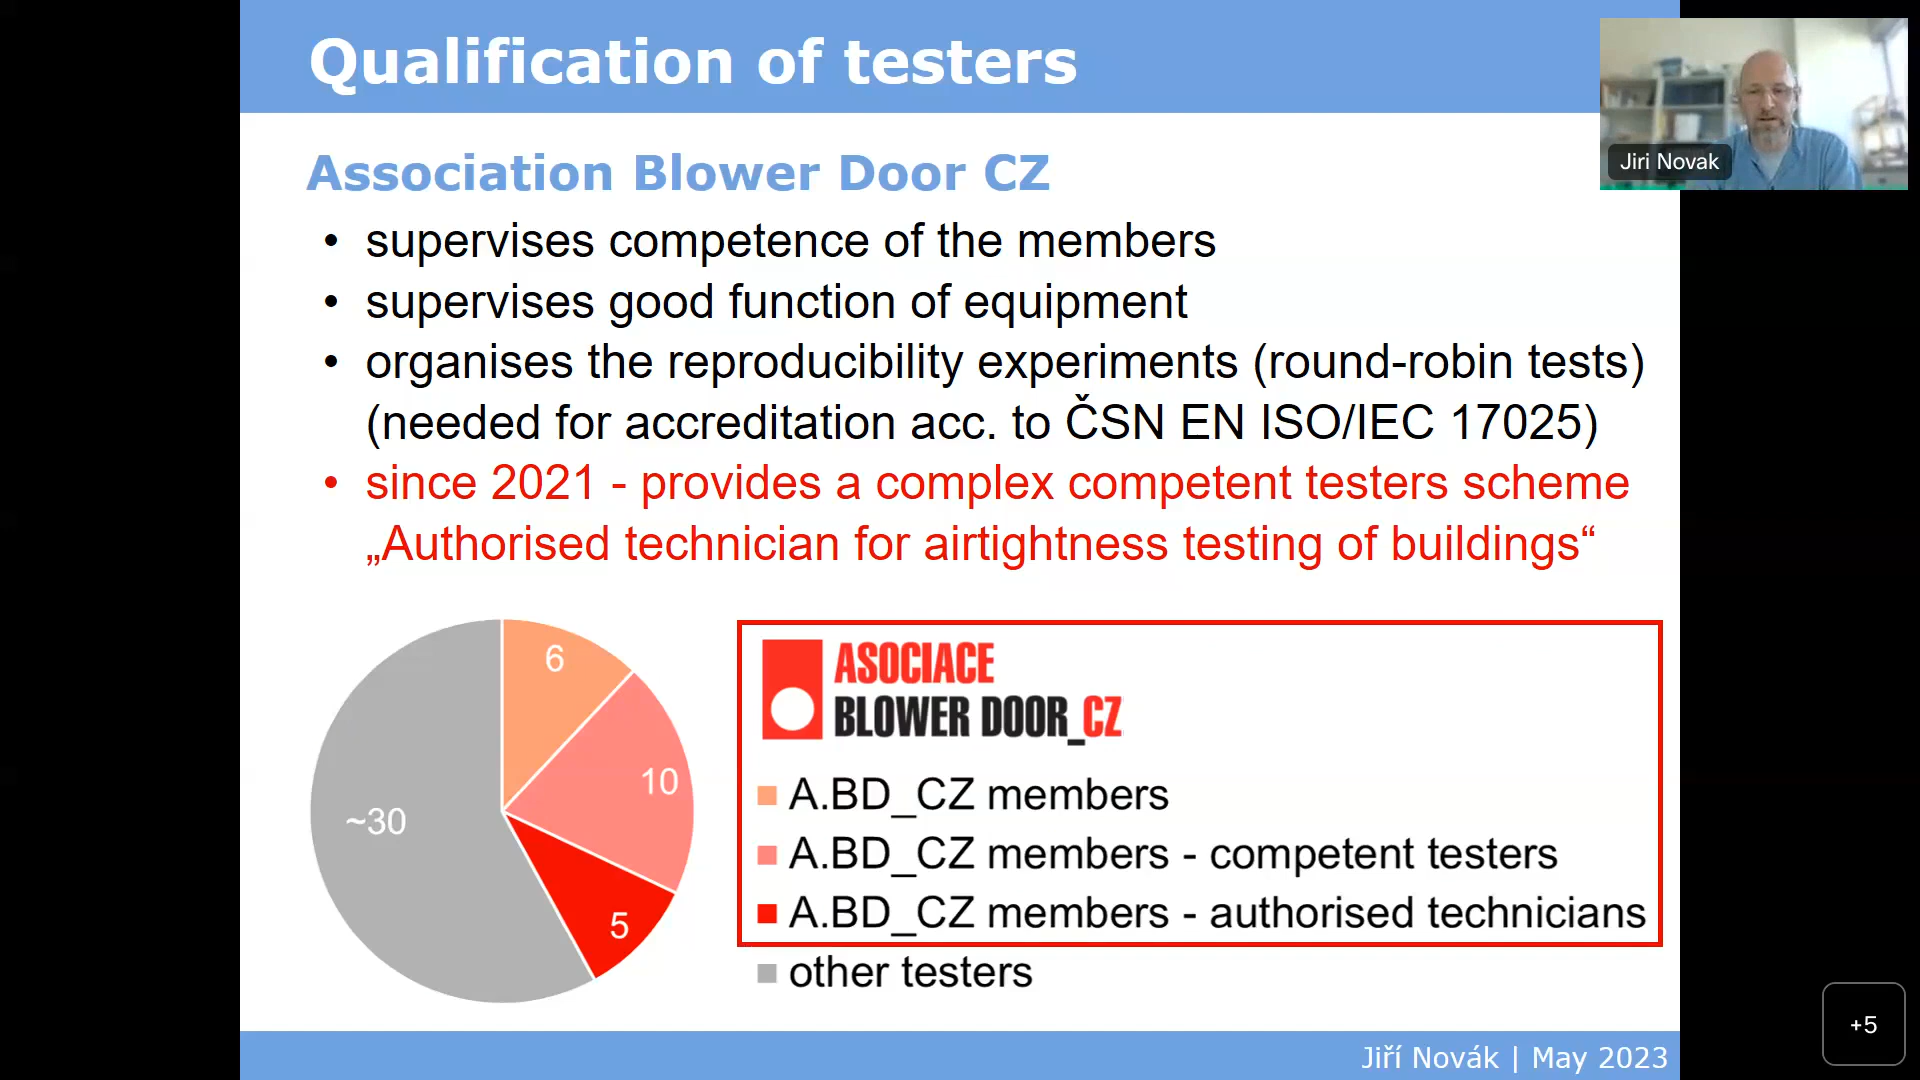 Qualification of testers
Jiri Novak
Association Blower Door CZ
• supervises competence of the members
• supervises good function of equipment
• organises the reproducibility experiments (round-robin tests)
(needed for accreditation acc. to ČSN EN ISO/IEC 17025)
• since 2021 - provides a complex competent testers scheme
„Authorised technician for airtightness testing of buildings“
6
10
5
~30
ASOCIACE
BLOWER DOOR_CZ
A.BD_CZ members
A.BD_CZ members - competent testers
A.BD_CZ members - authorised technicians
other testers
+5
Jiří Novák | May 2023